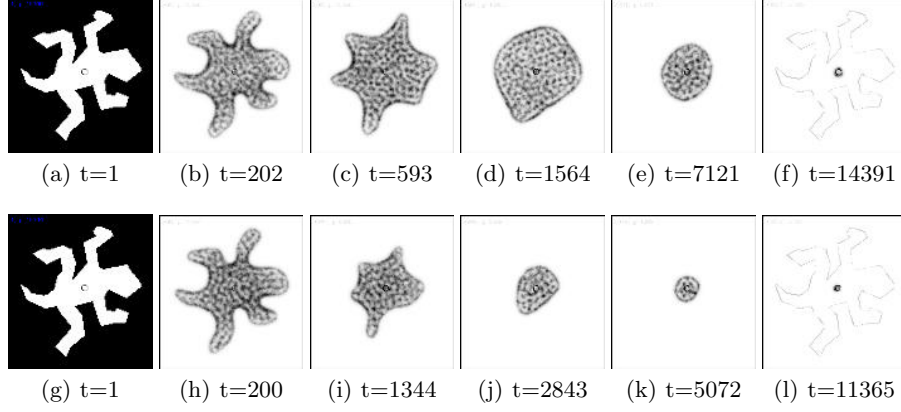 (a) t=1 (b) t=202 (c) t=593 (d) t=1564 (e) t=7121 (f) t=14391
(g) t=1 (h) t=200 (i) t=1344 (j) t=2843 (k) t=5072 (l) t=11365